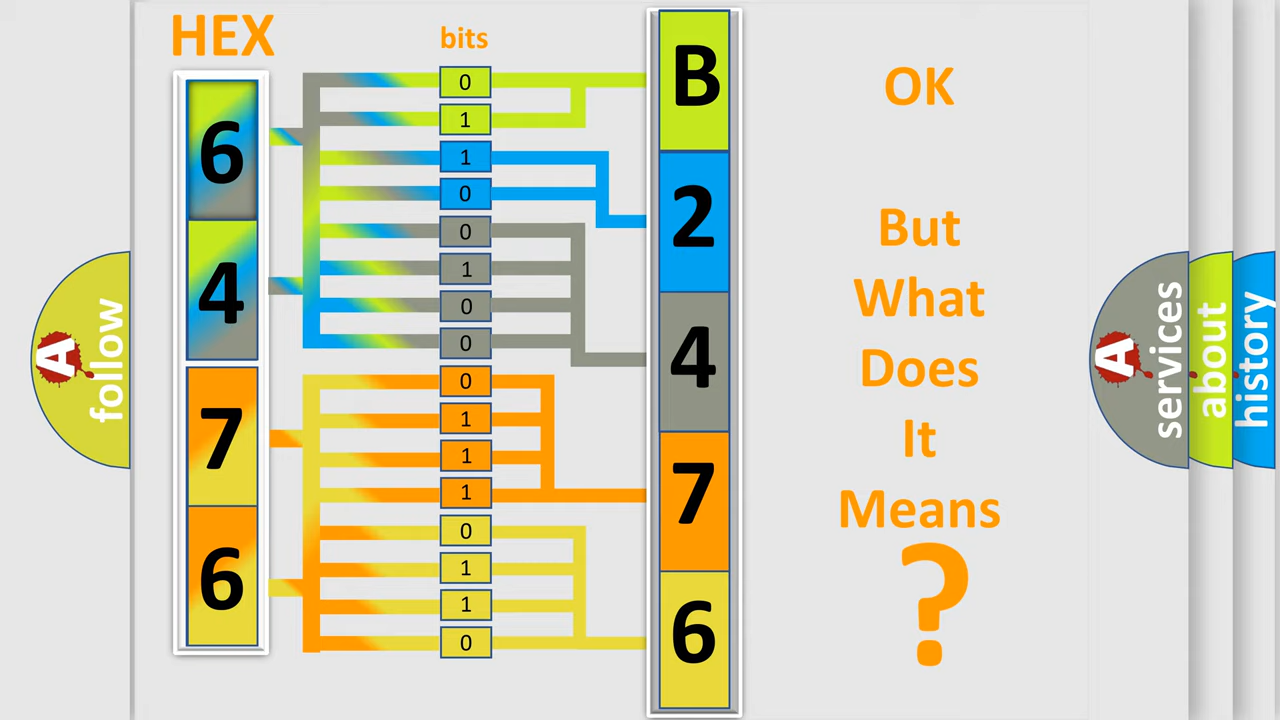 HEX
bits
6
4
7
6
0
1
1
0
0
1
0
0
0
1
1
1
0
1
1
0
B
2
4
7
6
OK
But
What
Does
It
Means
?
A
follow
A
services
about
history